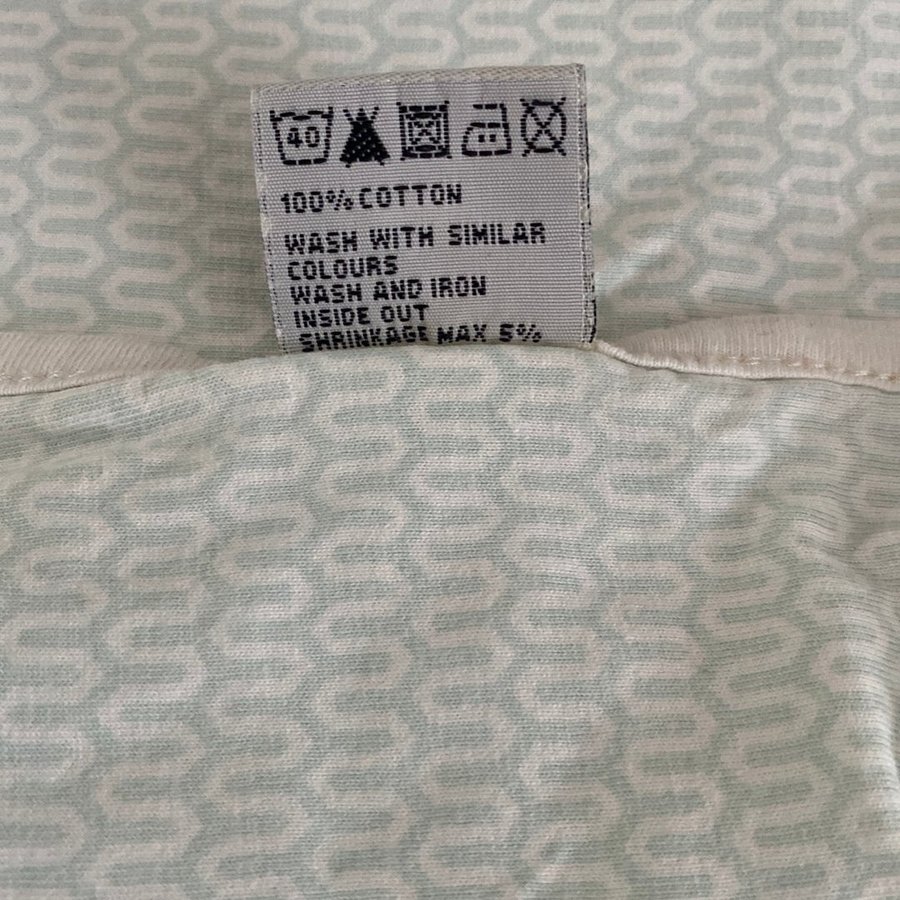 40
100% COTTON
WASH WITH SIMILAR
COLOURS
WASH AND IRON
INSIDE OUT
SHRINKAGE MAX 5%